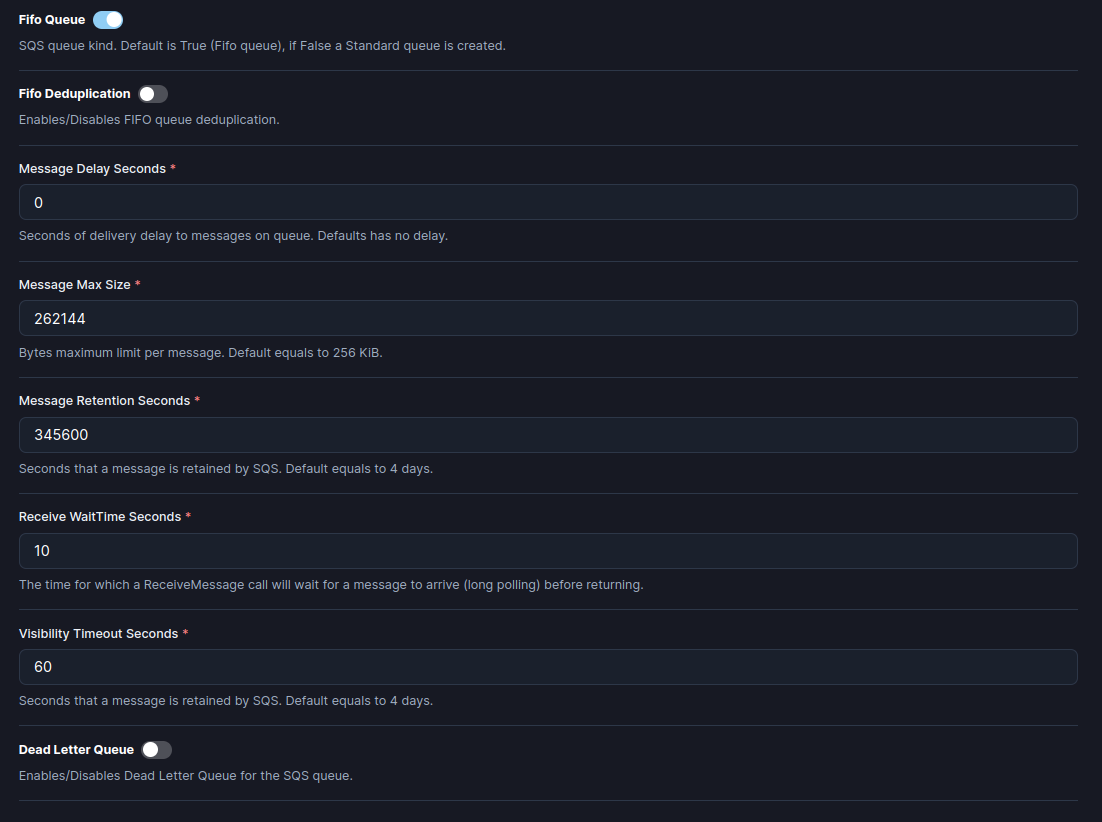 Fifo Queue
SQS queue kind. Default is True (Fifo queue), if False a Standard queue is created.
Fifo Deduplication
Enables/Disables FIFO queue deduplication.
Message Delay Seconds *
0
Seconds of delivery delay to messages on queue. Defaults has no delay.
Message Max Size *
262144
Bytes maximum limit per message. Default equals to 256 KiB.
Message Retention Seconds *
345600
Seconds that a message is retained by SQS. Default equals to 4 days.
Receive WaitTime Seconds *
10
The time for which a ReceiveMessage call will wait for a message to arrive (long polling) before returning.
Visibility Timeout Seconds *
60
Seconds that a message is retained by SQS. Default equals to 4 days.
Dead Letter Queue
Enables/Disables Dead Letter Queue for the SQS queue.